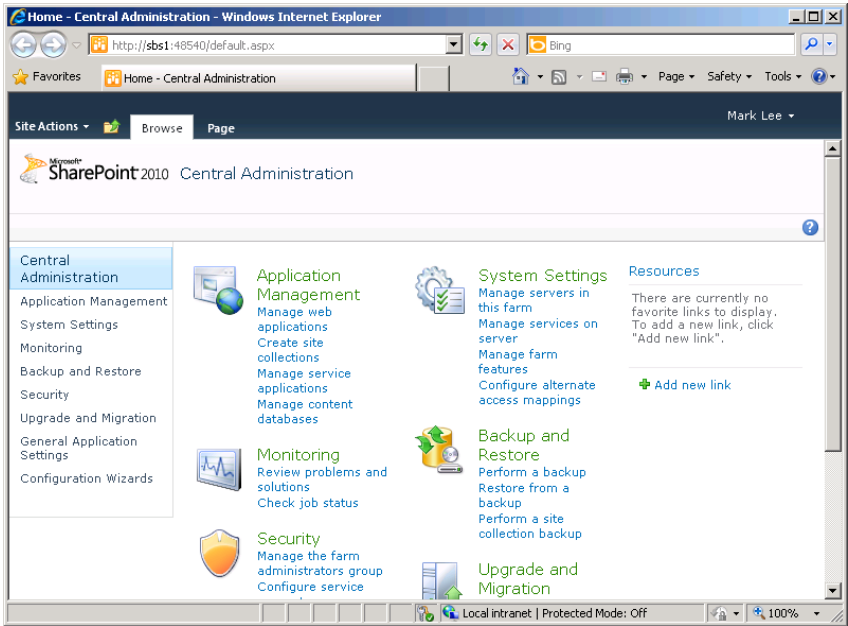 Home - Central Administration - Windows Internet Explorer
http://sbs1:48540/default.aspx
Bing
Favorites
Home - Central Administration
Page
Safety
Tools
Mark Lee
Site Actions
Browse
Page
Microsoft
SharePoint 2010
Central Administration
Central
Administration
Application Management
System Settings
Monitoring
Backup and Restore
Security
Upgrade and Migration
General Application
Settings
Configuration Wizards
Application
Management
Manage web
applications
Create site
collections
Manage service
applications
Manage content
databases
Monitoring
Review problems and
solutions
Check job status
Security
Manage the farm
administrators group
Configure service
System Settings
Manage servers in
this farm
Manage services on
server
Manage farm
features
Configure alternate
access mappings
Backup and
Restore
Perform a backup
Restore from a
backup
Perform a site
collection backup
Upgrade and
Migration
Resources
There are currently no
favorite links to display.
To add a new link, click
"Add new link".
Add new link
Local intranet | Protected Mode: Off
100%